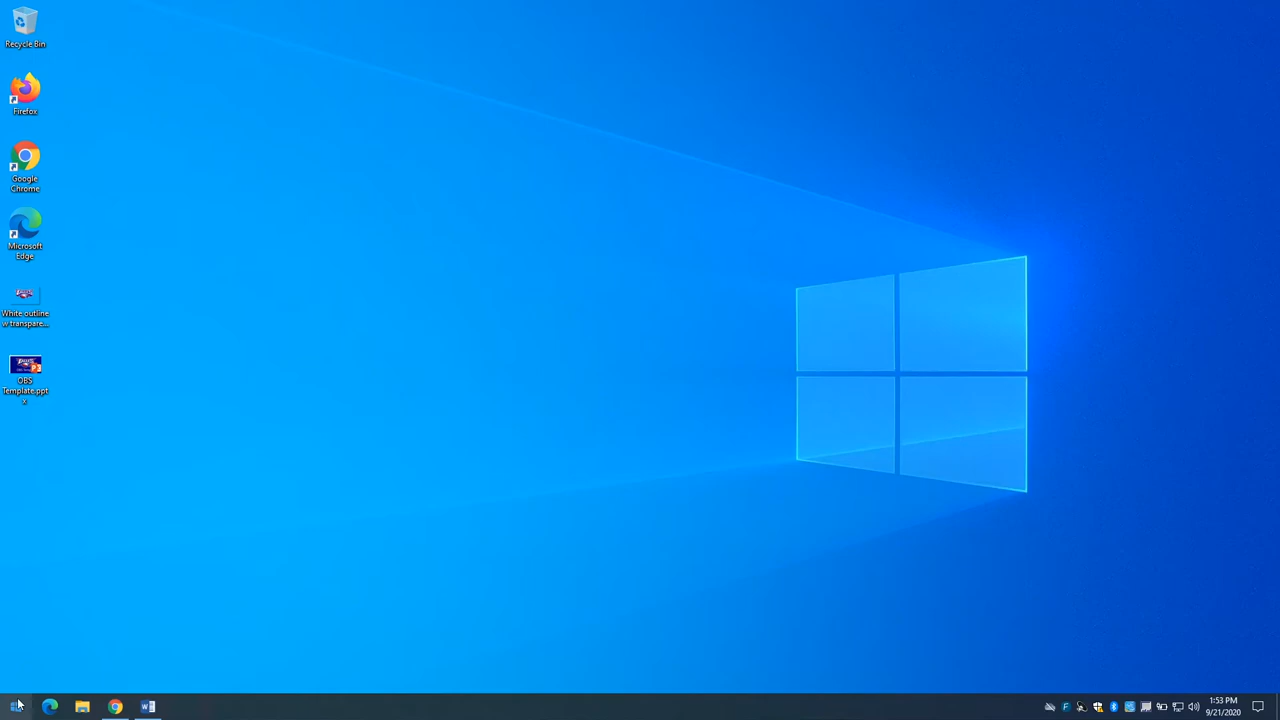 Recycle Bin
Firefox
Google
Chrome
Microsoft
Edge
White outline
w transpare...
OBS
Template.ppt
x
1:53 PM
9/21/2020